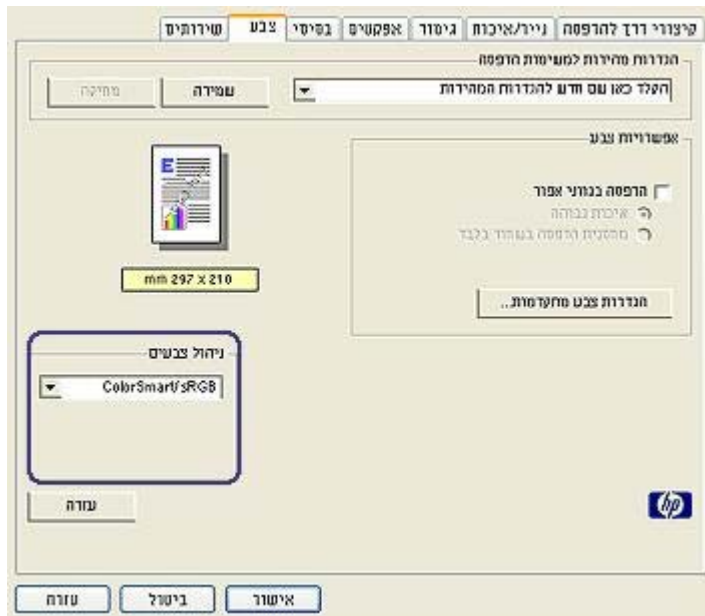 קיצורי דרך להדפסה נייר/איכות גימור אפקטים בסיסי צבע שירותים
הגדרות מהירות למשימות הדפסה
הקלד כאן שם חדש להגדרות המהירות שמירה מחיקה
אפשרויות צבע
הדפסה בגווני אפור
איכות גבוהה
מחסנית הדפסה בשחור בלבד
הגדרות צבע מתקדמות...
E
mm 297 x 210
ניהול צבעים
ColorSmart/sRGB
עזרה
hp
אישור ביטול עזרה